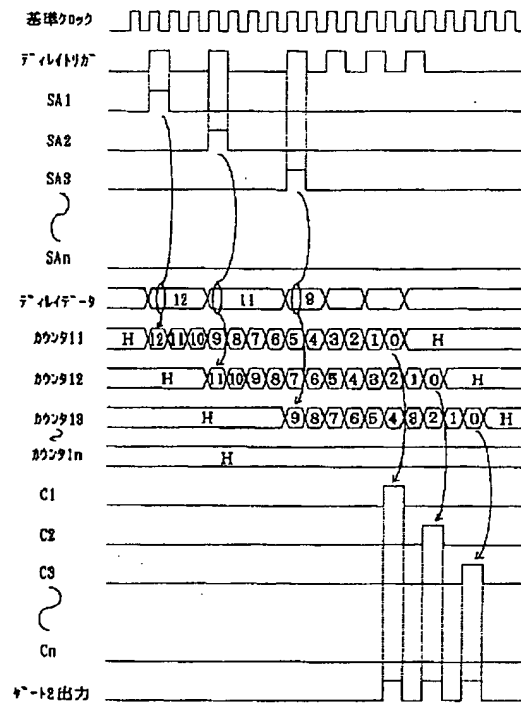 基準クロック
ディレイトリガ
SA1
SA2
SA3
SAn
ディレイデータ 12 11 9
カウンタ11 H 12 11 10 9 8 7 6 5 4 3 2 1 0 H
カウンタ12 H 11 10 9 8 7 6 5 4 3 2 1 0 H
カウンタ13 H 9 8 7 6 5 4 3 2 1 0 H
カウンタ1n H
C1
C2
C3
Cn
ゲート2出力